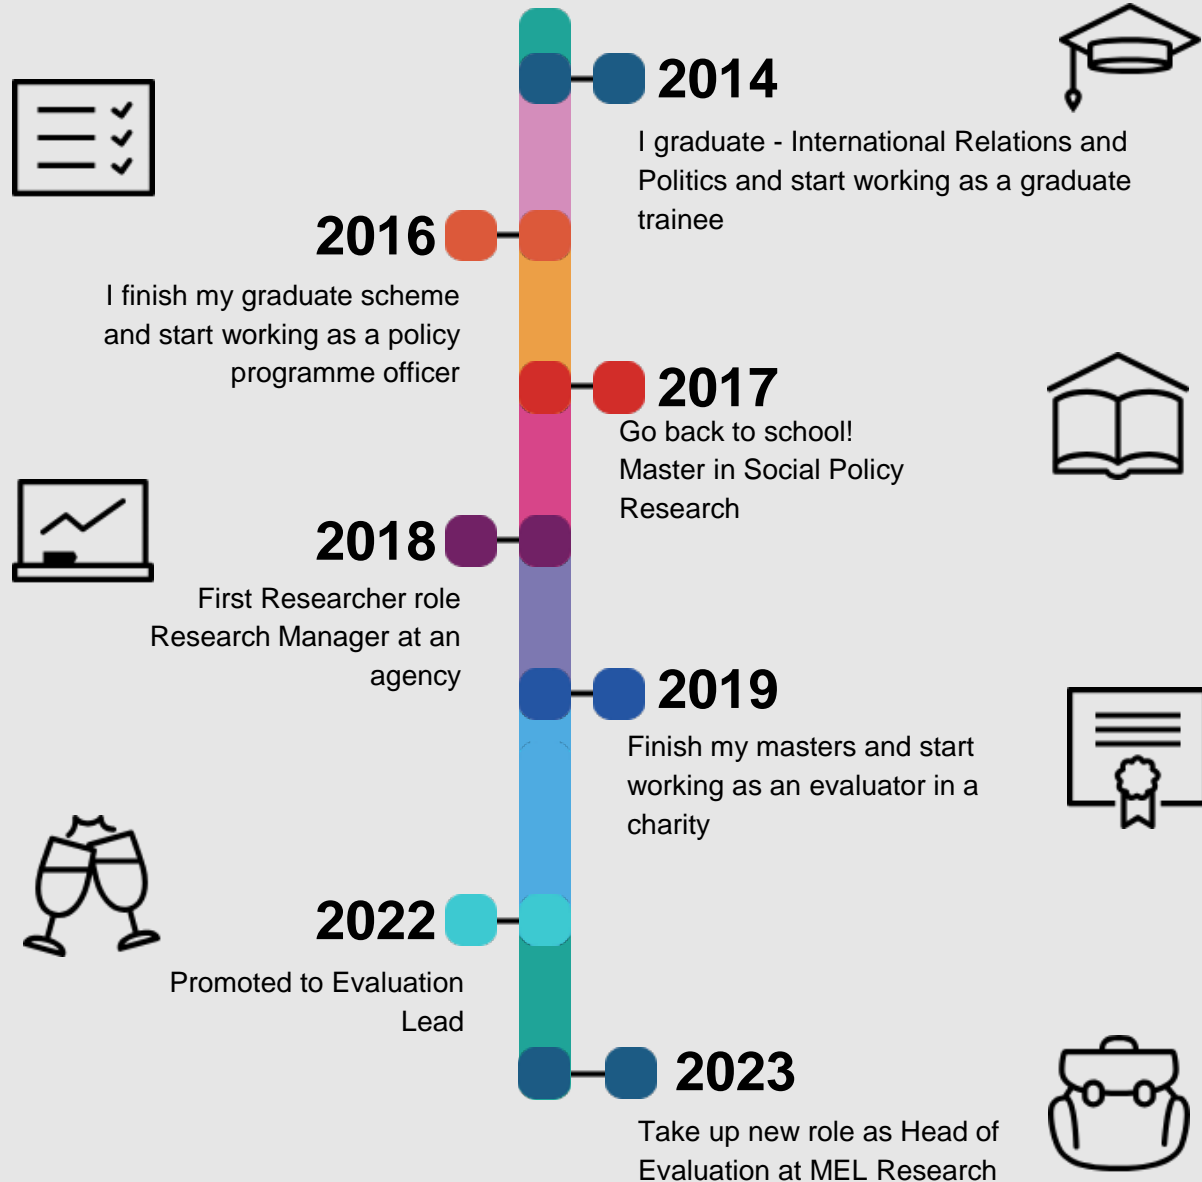 2014
I graduate - International Relations and
Politics and start working as a graduate
trainee
2016
I finish my graduate scheme
and start working as a policy
programme officer
2017
Go back to school!
Master in Social Policy
Research
2018
First Researcher role
Research Manager at an
agency
2019
Finish my masters and start
working as an evaluator in a
charity
2022
Promoted to Evaluation
Lead
2023
Take up new role as Head of
Evaluation at MEL Research